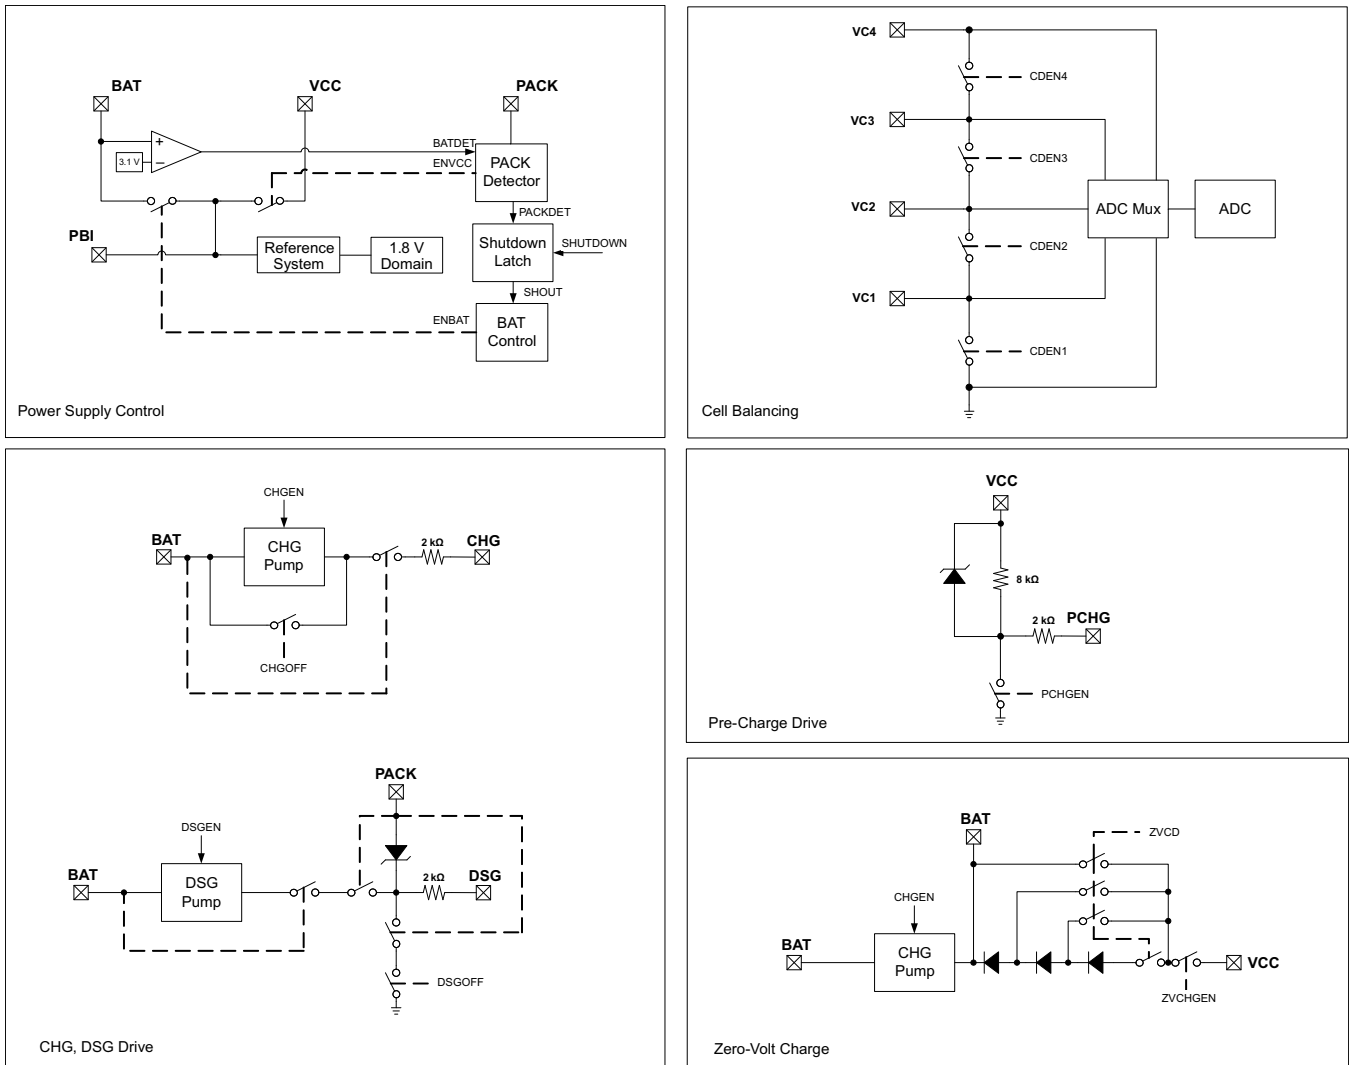 BAT
VCC
PACK
+
3.1 V
−
BATDET
ENVCC
PACK
Detector
PACKDET
PBI
Reference
System
1.8 V
Domain
Shutdown
Latch
SHUTDOWN
SHOUT
ENBAT
BAT
Control
Power Supply Control
VC4
CDEN4
VC3
CDEN3
VC2
ADC Mux
ADC
CDEN2
VC1
CDEN1
Cell Balancing
CHGEN
BAT
CHG
Pump
2 kΩ
CHG
CHGOFF
PACK
DSGEN
BAT
DSG
Pump
2 kΩ
DSG
DSGOFF
CHG, DSG Drive
VCC
8 kΩ
2 kΩ
PCHG
PCHGEN
Pre-Charge Drive
BAT
ZVCD
CHGEN
BAT
CHG
Pump
VCC
ZVCHGEN
Zero-Volt Charge